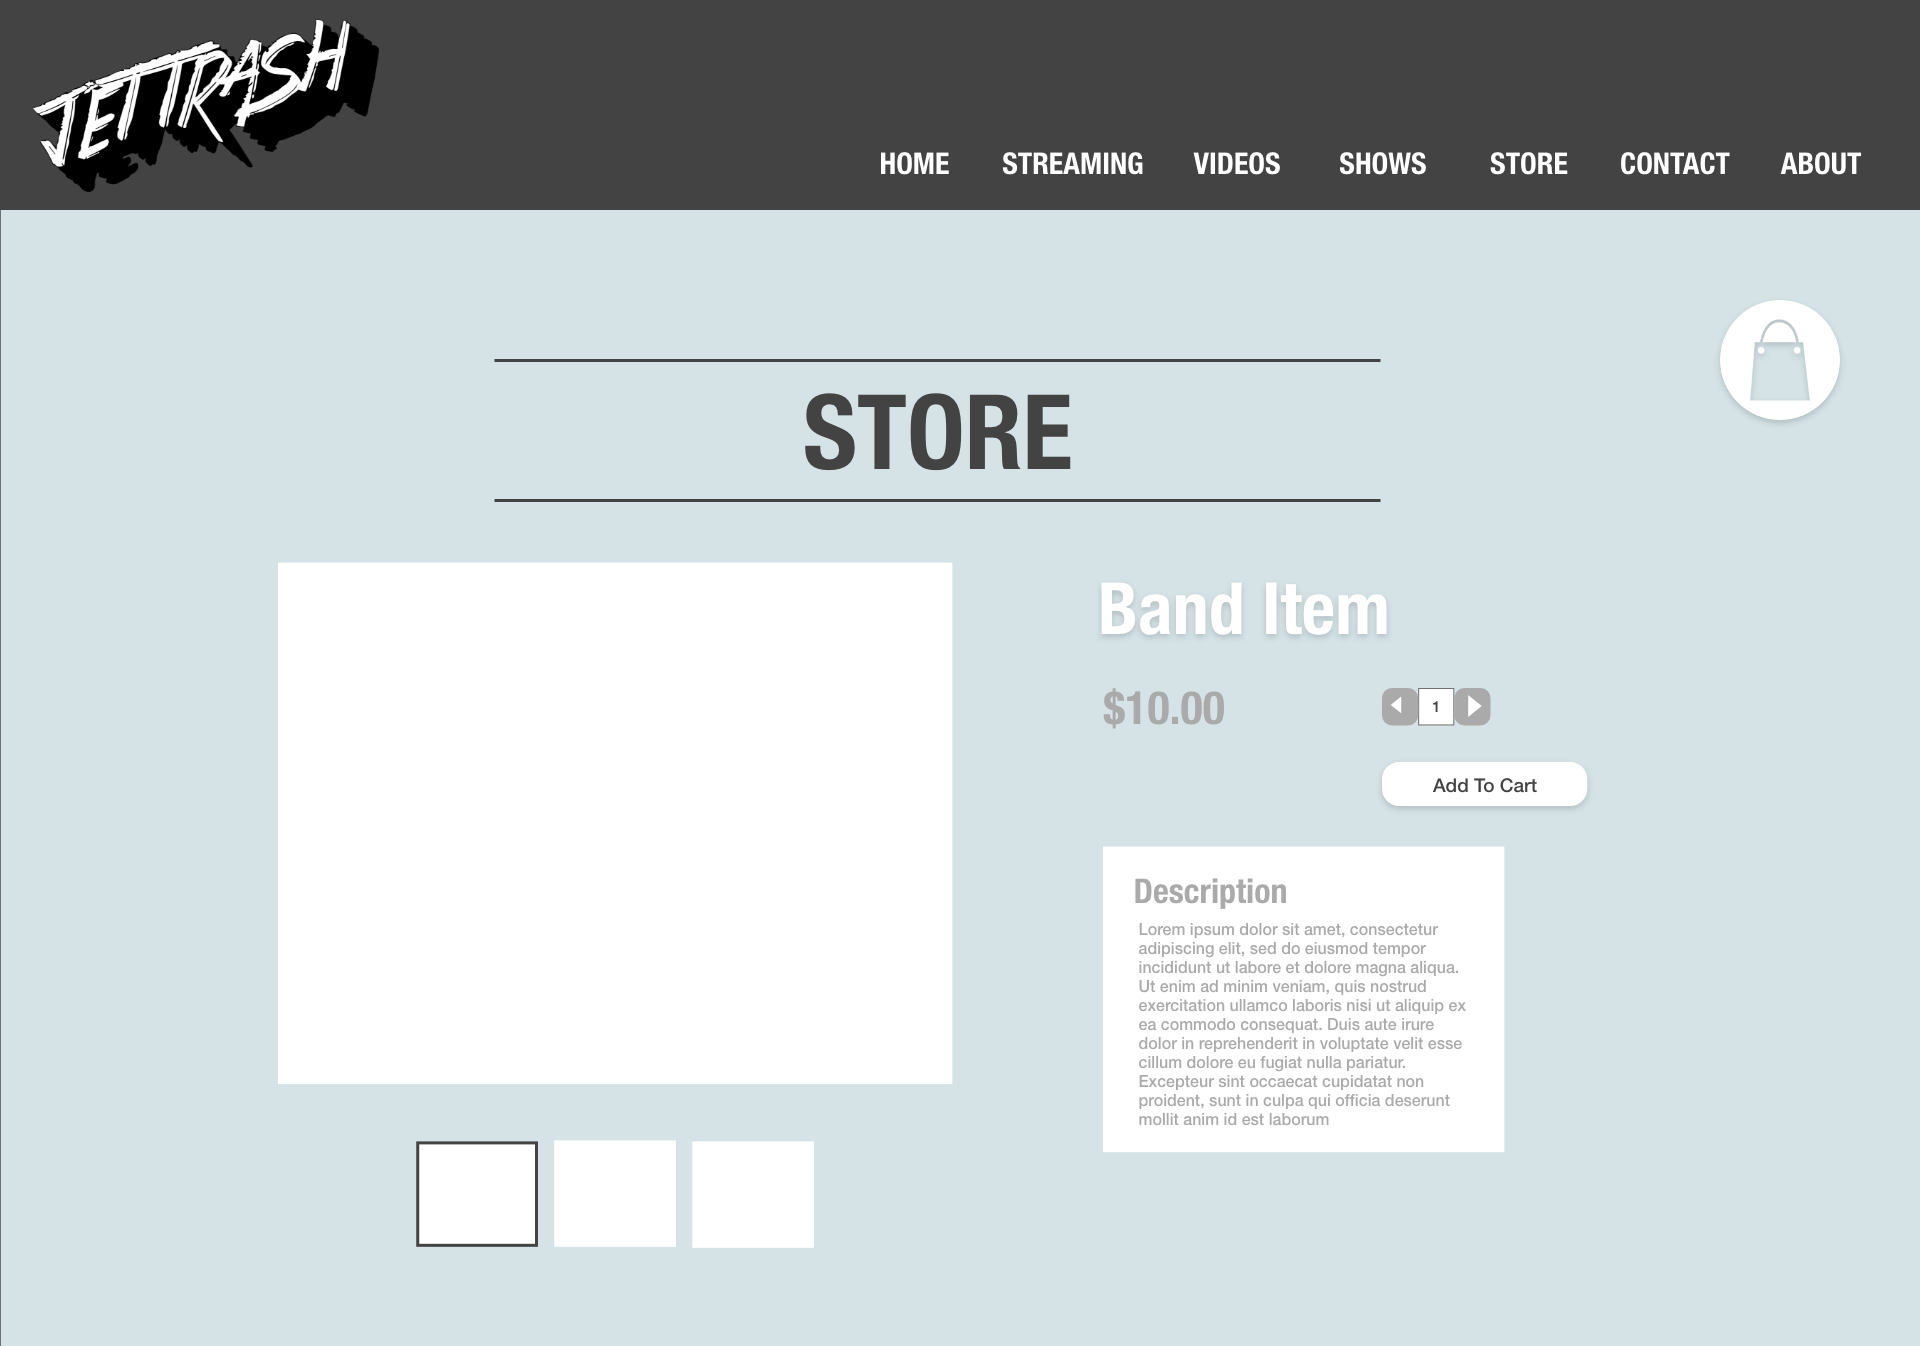 JETTRASH
HOME STREAMING VIDEOS SHOWS STORE CONTACT ABOUT
STORE
Band Item
$10.00
1
Add To Cart
Description
Lorem ipsum dolor sit amet, consectetur
adipiscing elit, sed do eiusmod tempor
incididunt ut labore et dolore magna aliqua.
Ut enim ad minim veniam, quis nostrud
exercitation ullamco laboris nisi ut aliquip ex
ea commodo consequat. Duis aute irure
dolor in reprehenderit in voluptate velit esse
cillum dolore eu fugiat nulla pariatur.
Excepteur sint occaecat cupidatat non
proident, sunt in culpa qui officia deserunt
mollit anim id est laborum